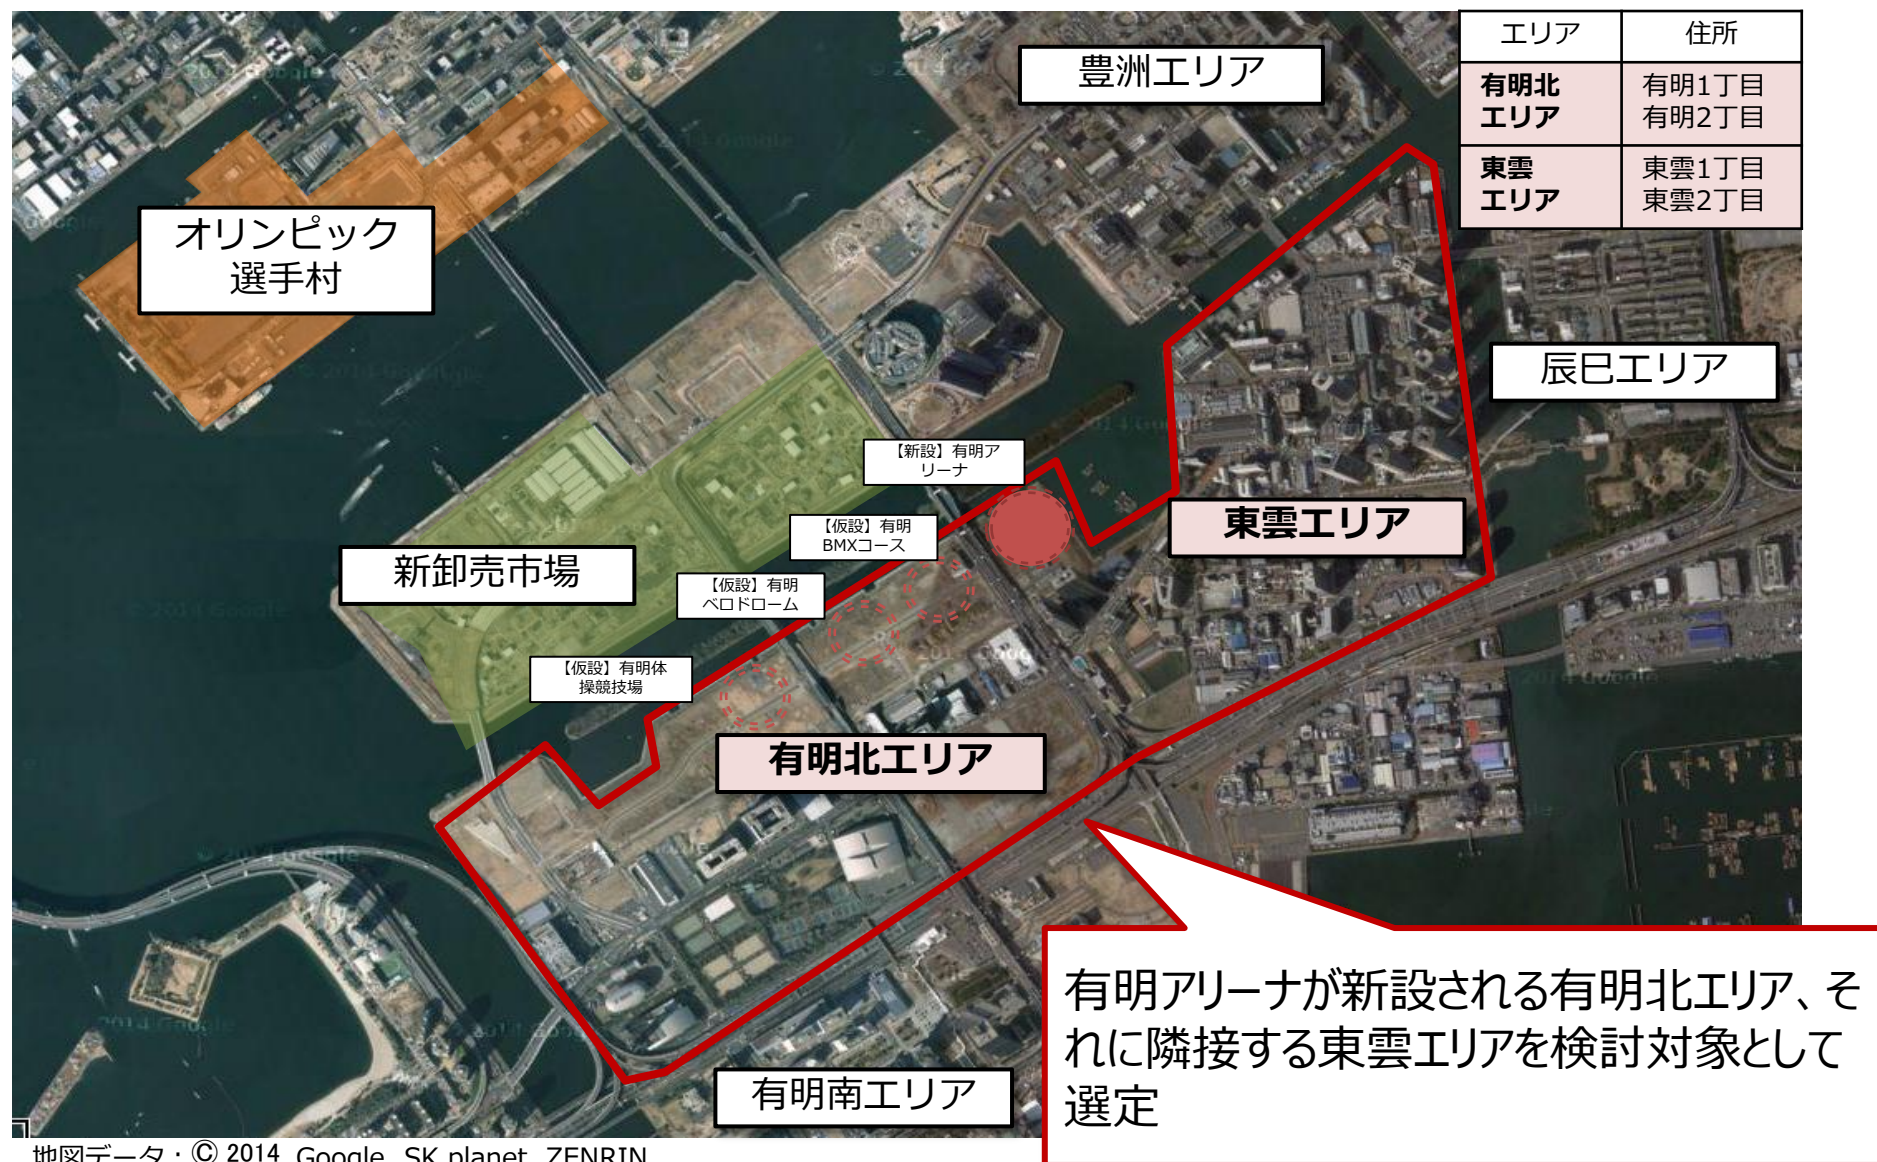 エリア 住所
有明北
エリア
有明1丁目
有明2丁目
東雲
エリア
東雲1丁目
東雲2丁目
豊洲エリア
オリンピック
選手村
辰巳エリア
【新設】有明ア
リーナ
東雲エリア
【仮設】有明
BMXコース
新卸売市場
【仮設】有明
ベロドローム
【仮設】有明体
操競技場
有明北エリア
有明アリーナが新設される有明北エリア、そ
れに隣接する東雲エリアを検討対象として
選定
有明南エリア
地図データ：© 2014 Google, SK planet, ZENRIN